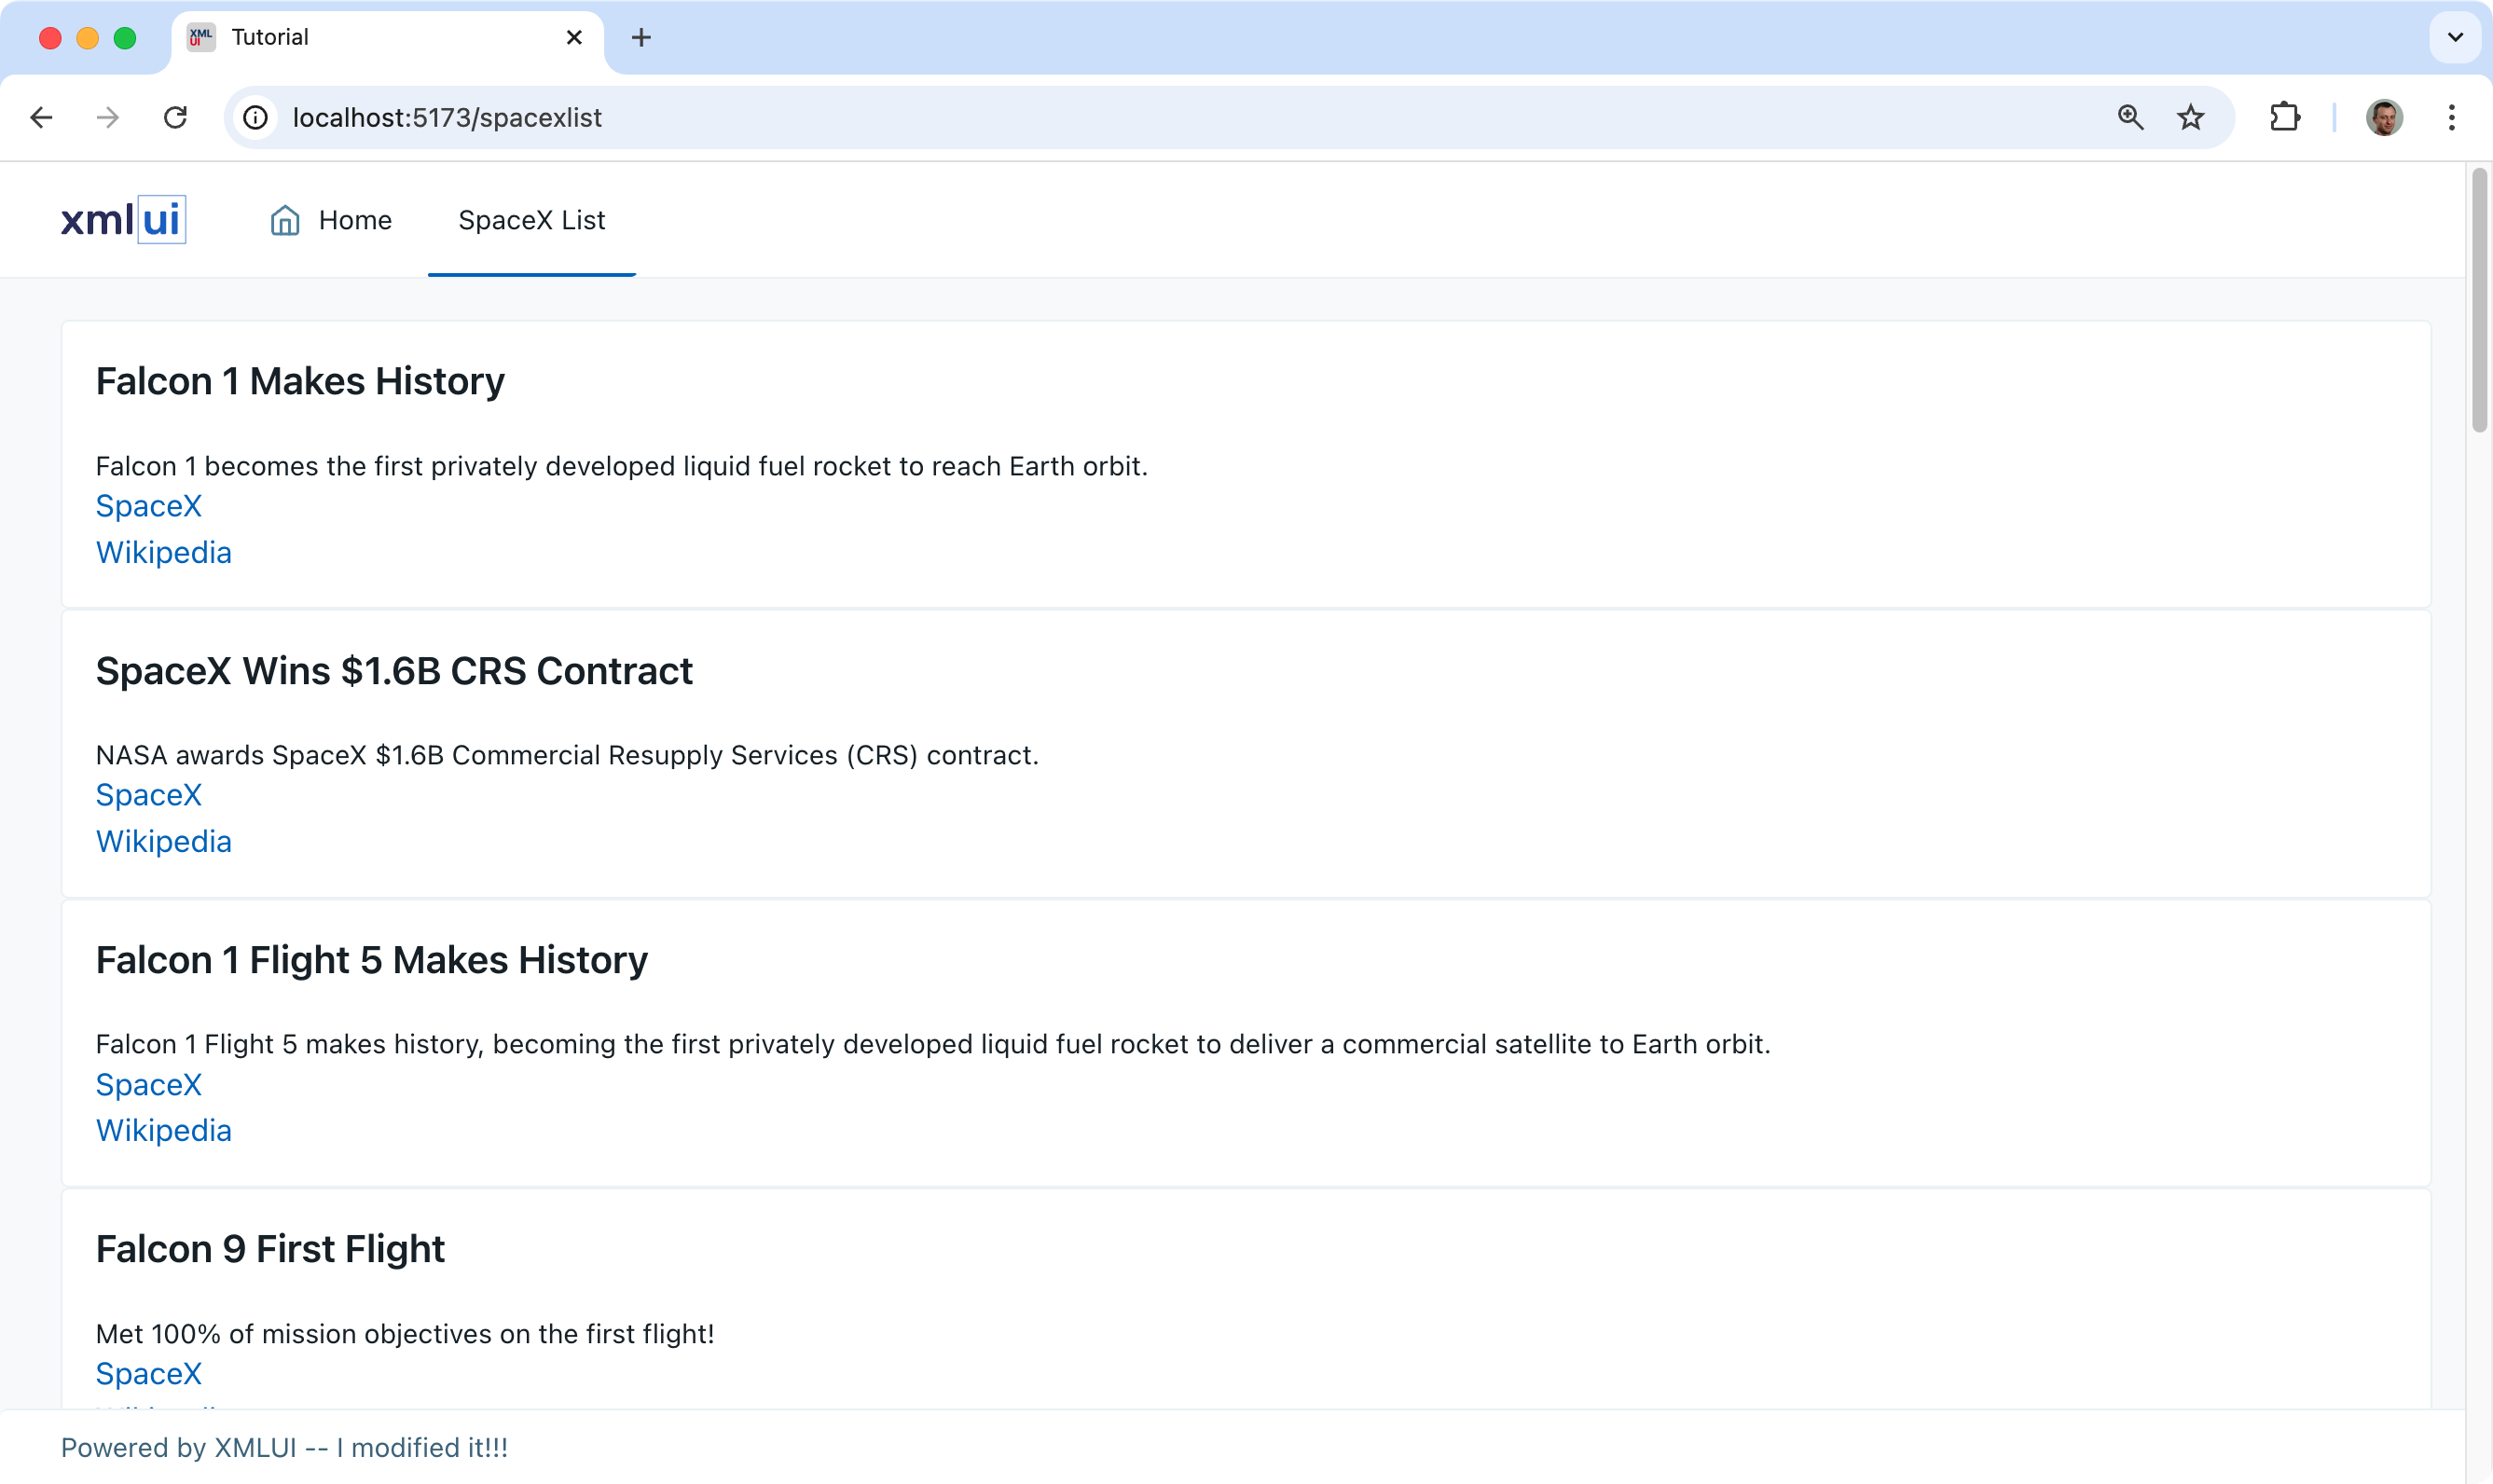 XML UI Tutorial
localhost:5173/spacexlist
xmlui Home SpaceX List
Falcon 1 Makes History
Falcon 1 becomes the first privately developed liquid fuel rocket to reach Earth orbit.
SpaceX
Wikipedia
SpaceX Wins $1.6B CRS Contract
NASA awards SpaceX $1.6B Commercial Resupply Services (CRS) contract.
SpaceX
Wikipedia
Falcon 1 Flight 5 Makes History
Falcon 1 Flight 5 makes history, becoming the first privately developed liquid fuel rocket to deliver a commercial satellite to Earth orbit.
SpaceX
Wikipedia
Falcon 9 First Flight
Met 100% of mission objectives on the first flight!
SpaceX
Powered by XMLUI -- I modified it!!!